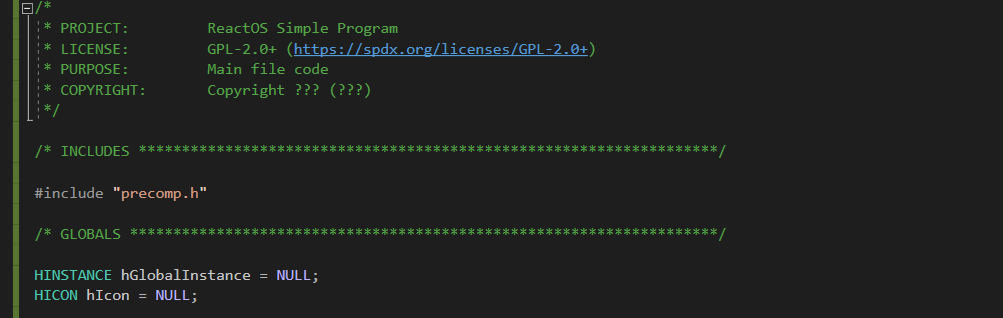 /*
* PROJECT: ReactOS Simple Program
* LICENSE: GPL-2.0+ (https://spdx.org/licenses/GPL-2.0+)
* PURPOSE: Main file code
* COPYRIGHT: Copyright ??? (???)
*/
/* INCLUDES *******************************************************************/
#include "precomp.h"
/* GLOBALS ********************************************************************/
HINSTANCE hGlobalInstance = NULL;
HICON hIcon = NULL;